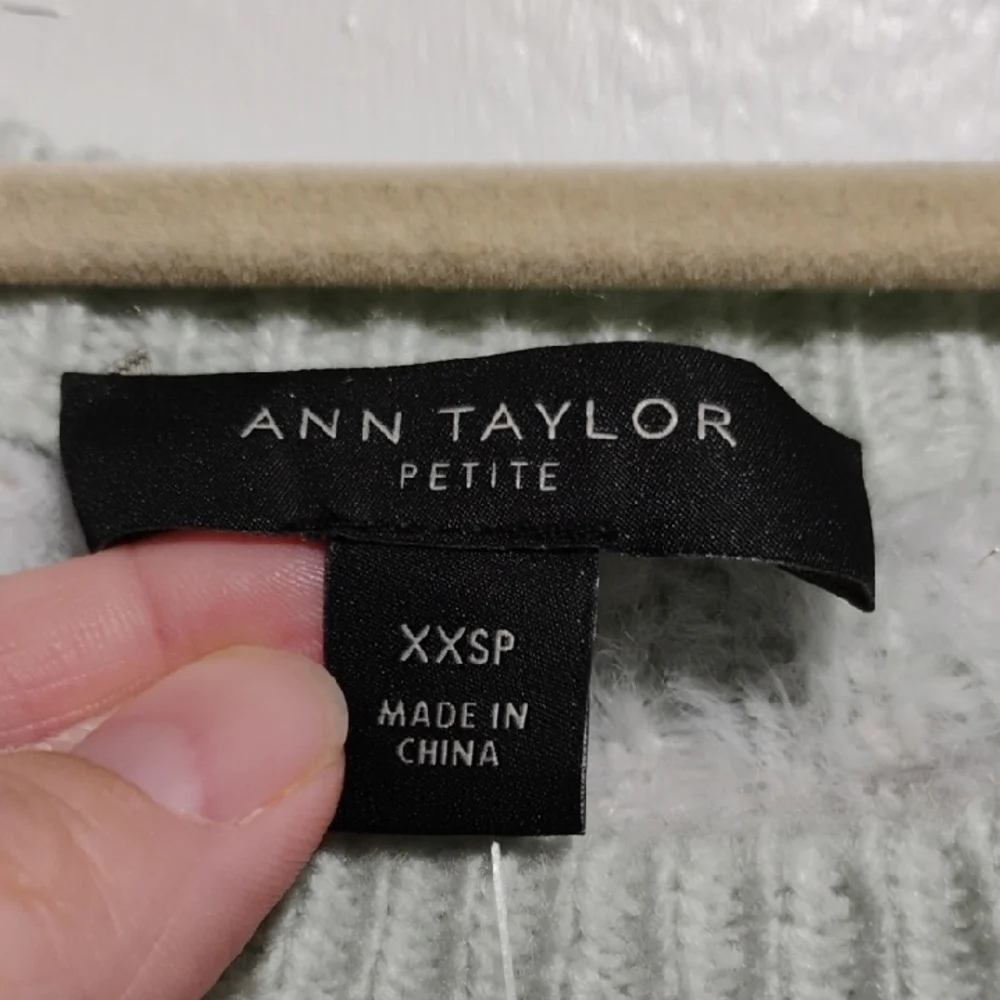 ANN TAYLOR
PETITE
XXSP
MADE IN
CHINA